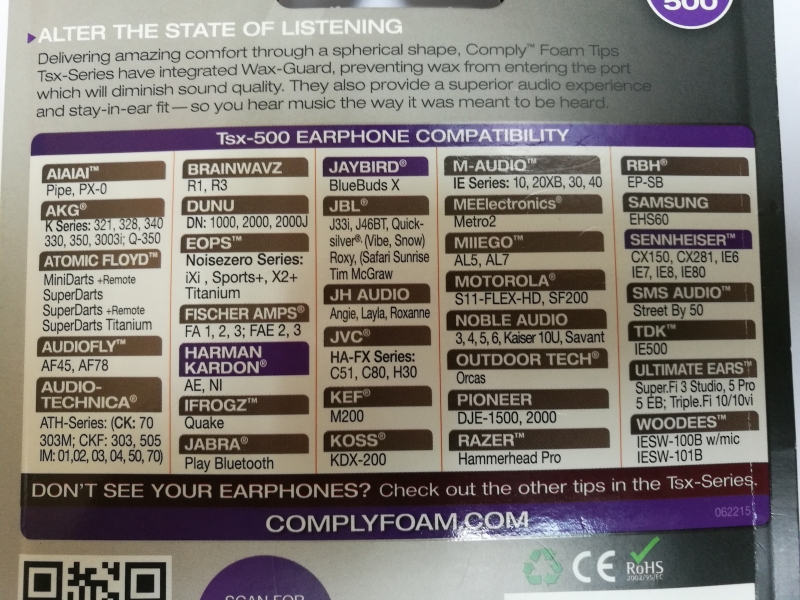 500
ALTER THE STATE OF LISTENING
Delivering amazing comfort through a spherical shape, Comply™ Foam Tips
Tsx-Series have integrated Wax-Guard, preventing wax from entering the port
which will diminish sound quality. They also provide a superior audio experience
and stay-in-ear fit — so you hear music the way it was meant to be heard.
Tsx-500 EARPHONE COMPATIBILITY
AIAIAI™
Pipe, PX-0
AKG®
K Series: 321, 328, 340
330, 350, 3003i; Q-350
ATOMIC FLOYD™
MiniDarts +Remote
SuperDarts
SuperDarts +Remote
SuperDarts Titanium
AUDIOFLY™
AF45, AF78
AUDIO-
TECHNICA®
ATH-Series: (CK: 70
303M; CKF: 303, 505
IM: 01,02, 03, 04, 50, 70)
BRAINWAVZ
R1, R3
DUNU
DN: 1000, 2000, 2000J
EOPS™
Noisezero Series:
iXi , Sports+, X2+
Titanium
FISCHER AMPS®
FA 1, 2, 3; FAE 2, 3
HARMAN
KARDON®
AE, NI
IFROGZ™
Quake
JABRA®
Play Bluetooth
JAYBIRD®
BlueBuds X
JBL®
J33i, J46BT, Quick-
silver®, (Vibe, Snow)
Roxy, (Safari Sunrise
Tim McGraw
JH AUDIO
Angie, Layla, Roxanne
JVC®
HA-FX Series:
C51, C80, H30
KEF®
M200
KOSS®
KDX-200
M-AUDIO™
IE Series: 10, 20XB, 30, 40
MEElectronics®
Metro2
MIIEGO™
AL5, AL7
MOTOROLA®
S11-FLEX-HD, SF200
NOBLE AUDIO
3, 4, 5, 6, Kaiser 10U, Savant
OUTDOOR TECH®
Orcas
PIONEER
DJE-1500, 2000
RAZER™
Hammerhead Pro
RBH®
EP-SB
SAMSUNG
EHS60
SENNHEISER™
CX150, CX281, IE6
IE7, IE8, IE80
SMS AUDIO™
Street By 50
TDK™
IE500
ULTIMATE EARS™
Super.Fi 3 Studio, 5 Pro
5 EB; Triple.Fi 10/10vi
WOODEES™
IESW-100B w/mic
IESW-101B
DON'T SEE YOUR EARPHONES? Check out the other tips in the Tsx-Series.
COMPLYFOAM.COM
062215
SCAN FOR
CE
RoHS
2002/95/EC